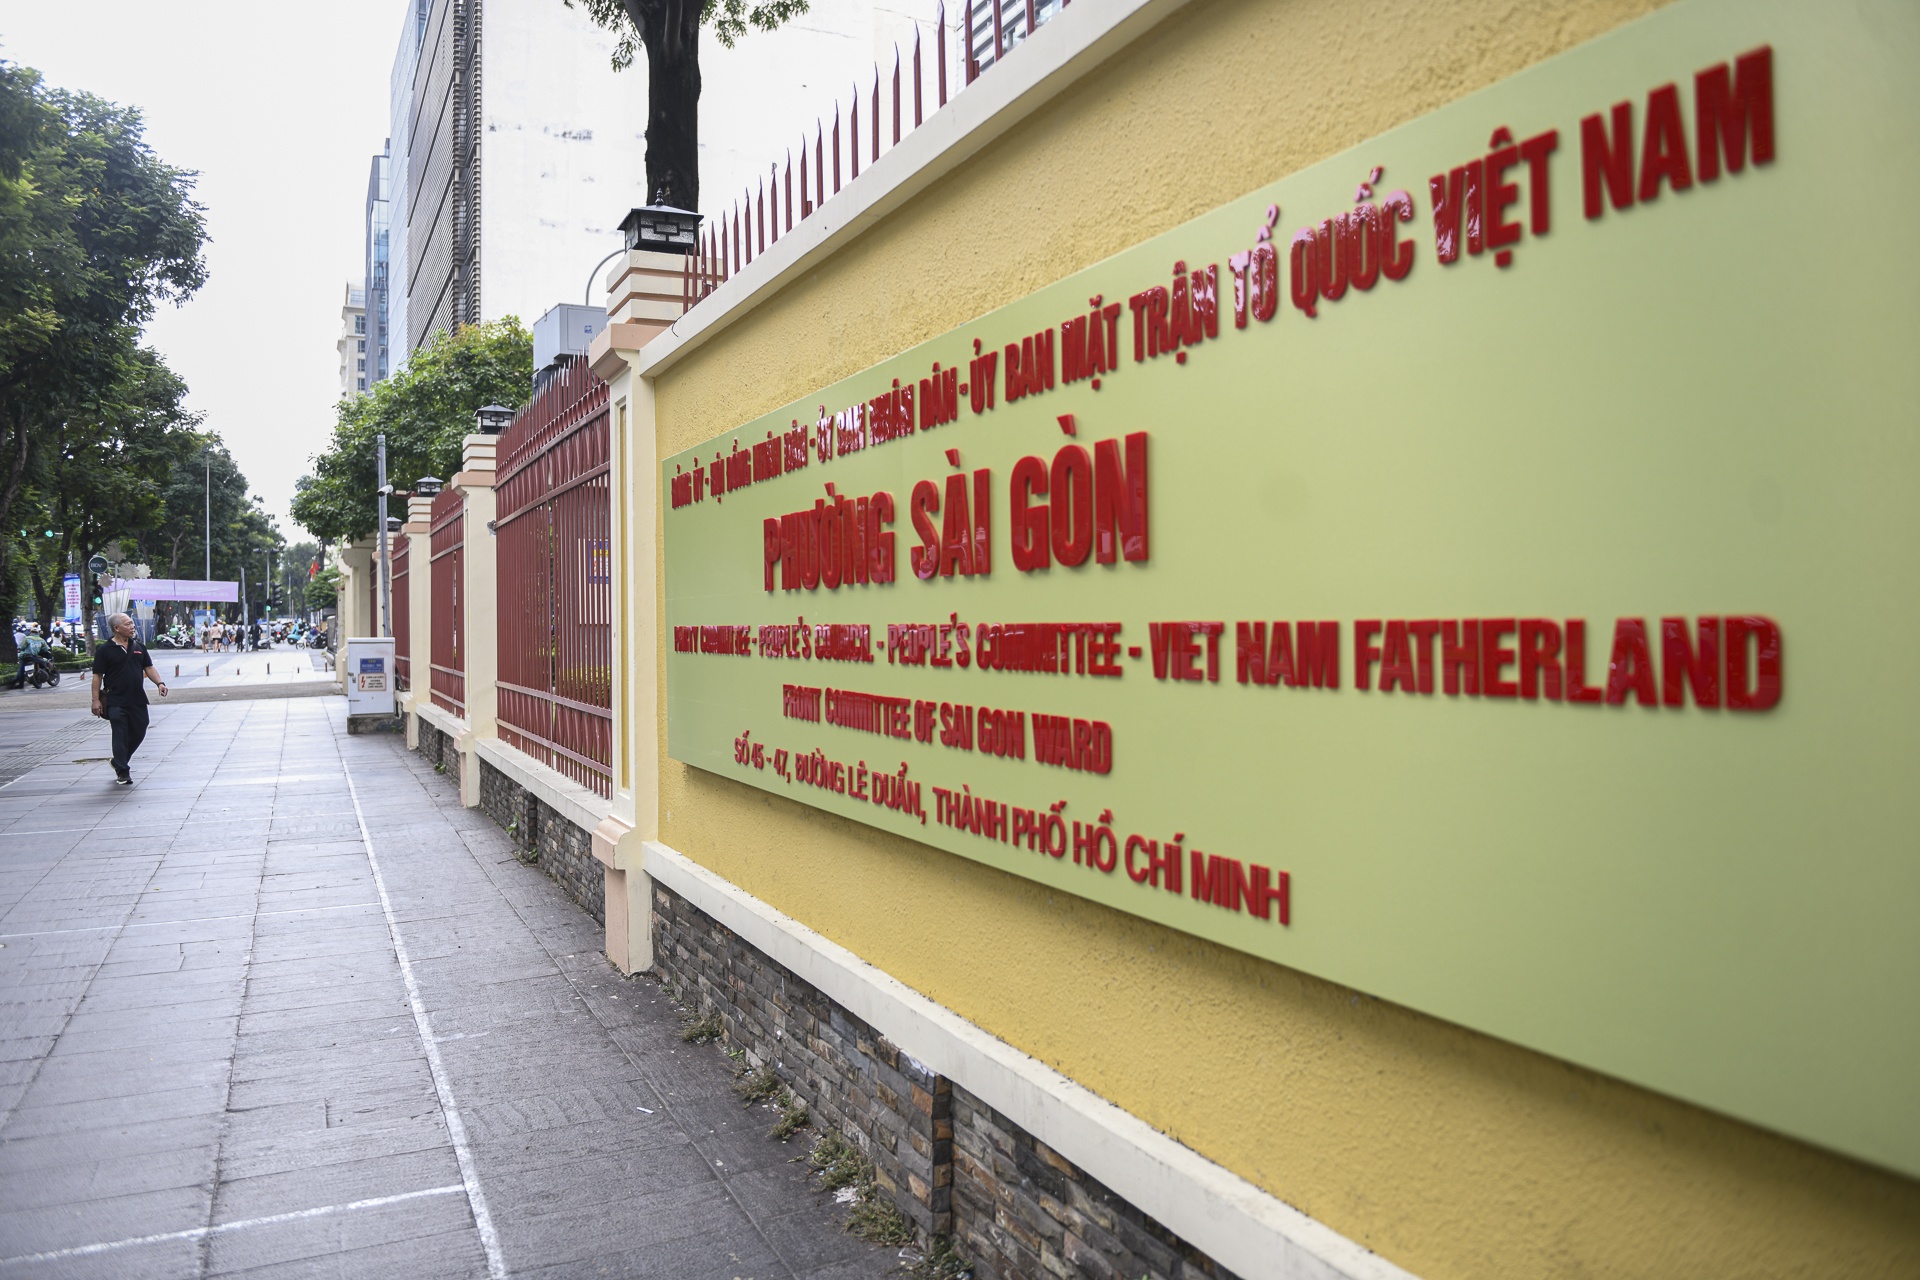 ĐẢNG ỦY - HỘI ĐỒNG NHÂN DÂN - ỦY BAN NHÂN DÂN - ỦY BAN MẶT TRẬN TỔ QUỐC VIỆT NAM
PHƯỜNG SÀI GÒN
PARTY COMMITTEE - PEOPLE'S COUNCIL - PEOPLE'S COMMITTEE - VIET NAM FATHERLAND
FRONT COMMITTEE OF SAI GON WARD
SỐ 45 - 47, ĐƯỜNG LÊ DUẨN, THÀNH PHỐ HỒ CHÍ MINH